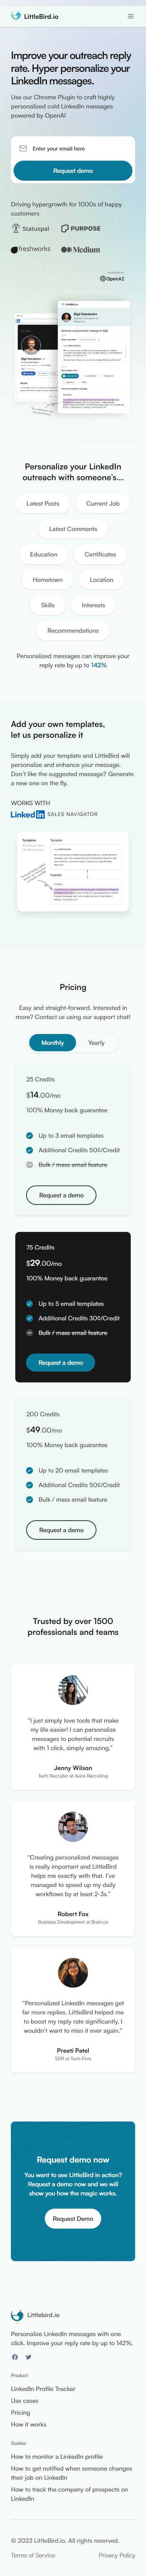 LittleBird.io
Improve your outreach reply
rate. Hyper personalize your
LinkedIn messages.
Use our Chrome Plugin to craft highly
personalized cold LinkedIn messages
powered by OpenAI
Enter your email here
Request demo
Driving hypergrowth for 1000s of happy
customers
Statuspal
PURPOSE
freshworks
Medium
OpenAI
Personalize your LinkedIn
outreach with someone's...
Latest Posts
Current Job
Latest Comments
Education
Certificates
Hometown
Location
Skills
Interests
Recommendations
Personalized messages can improve your
reply rate by up to 142%
Add your own templates,
let us personalize it
Simply add your template and LittleBird will
personalize and enhance your message.
Don't like the suggested message? Generate
a new one on the fly.
WORKS WITH
LinkedIn SALES NAVIGATOR
Templates
Template
Example
Pricing
Easy and straight-forward. Interested in
more? Contact us using our support chat!
Monthly
Yearly
25 Credits
$14.00/mo
100% Money back guarantee
Up to 3 email templates
Additional Credits 50¢/Credit
Bulk / mass email feature
Request a demo
75 Credits
$29.00/mo
100% Money back guarantee
Up to 5 email templates
Additional Credits 30¢/Credit
Bulk / mass email feature
Request a demo
200 Credits
$49.00/mo
100% Money back guarantee
Up to 20 email templates
Additional Credits 50¢/Credit
Bulk / mass email feature
Request a demo
Trusted by over 1500
professionals and teams
"I just simply love tools that make
my life easier! I can personalize
messages to potential recruits
with 1 click, simply amazing."
Jenny Wilson
Tech Recruiter at Avios Recruiting
"Creating personalized messages
is really important and LittleBird
helps me exactly with that. I've
managed to speed up my daily
workflows by at least 2-3x."
Robert Fox
Business Development at Brain.co
"Personalized LinkedIn messages get
far more replies. LittleBird helped me
to boost my reply rate significantly. I
wouldn't want to miss it ever again."
Preeti Patel
SDR at Tech Firm
Request demo now
You want to see LittleBird in action?
Request a demo now and we will
show you how the magic works.
Request Demo
Littlebird.io
Personalize LinkedIn messages with one
click. Improve your reply rate by up to 142%.
Product
LinkedIn Profile Tracker
Use cases
Pricing
How it works
Guides
How to monitor a LinkedIn profile
How to get notified when someone changes
their job on LinkedIn
How to track the company of prospects on
LinkedIn
© 2023 LittleBird.io. All rights reserved.
Terms of Service
Privacy Policy